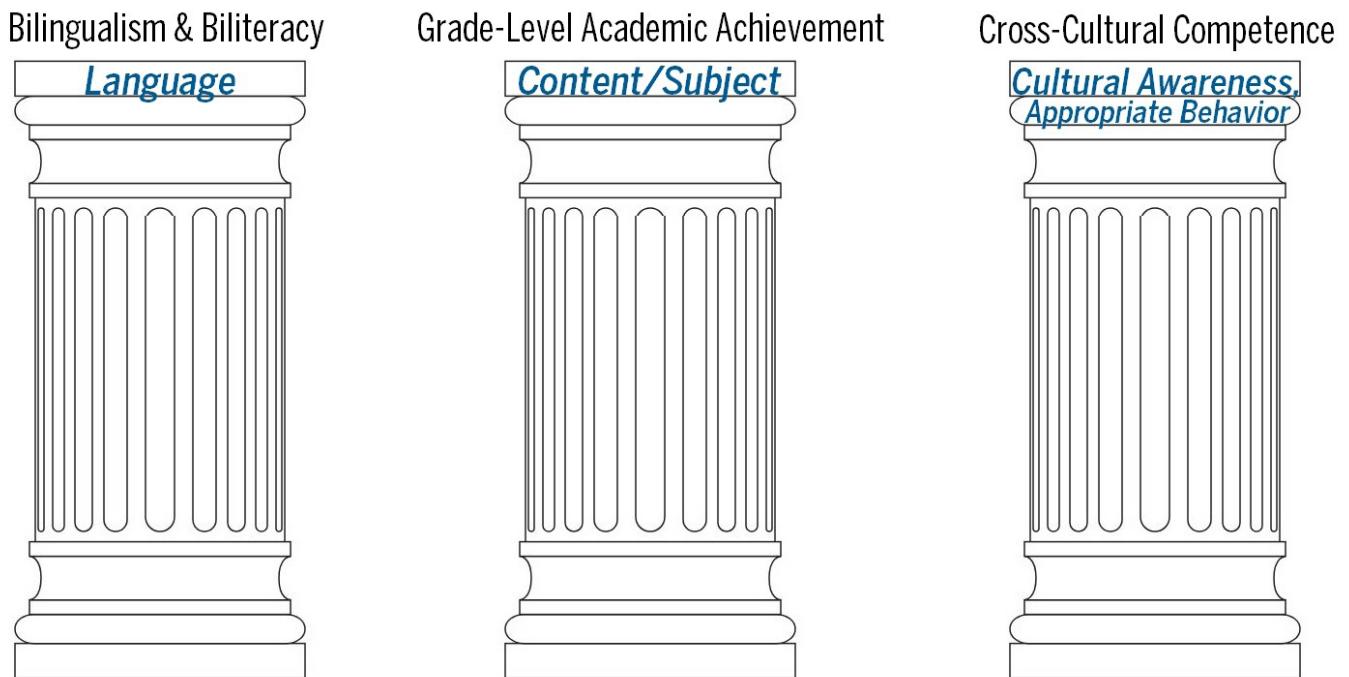 Bilingualism & Biliteracy
Language
Grade-Level Academic Achievement
Content/Subject
Cross-Cultural Competence
Cultural Awareness,
Appropriate Behavior